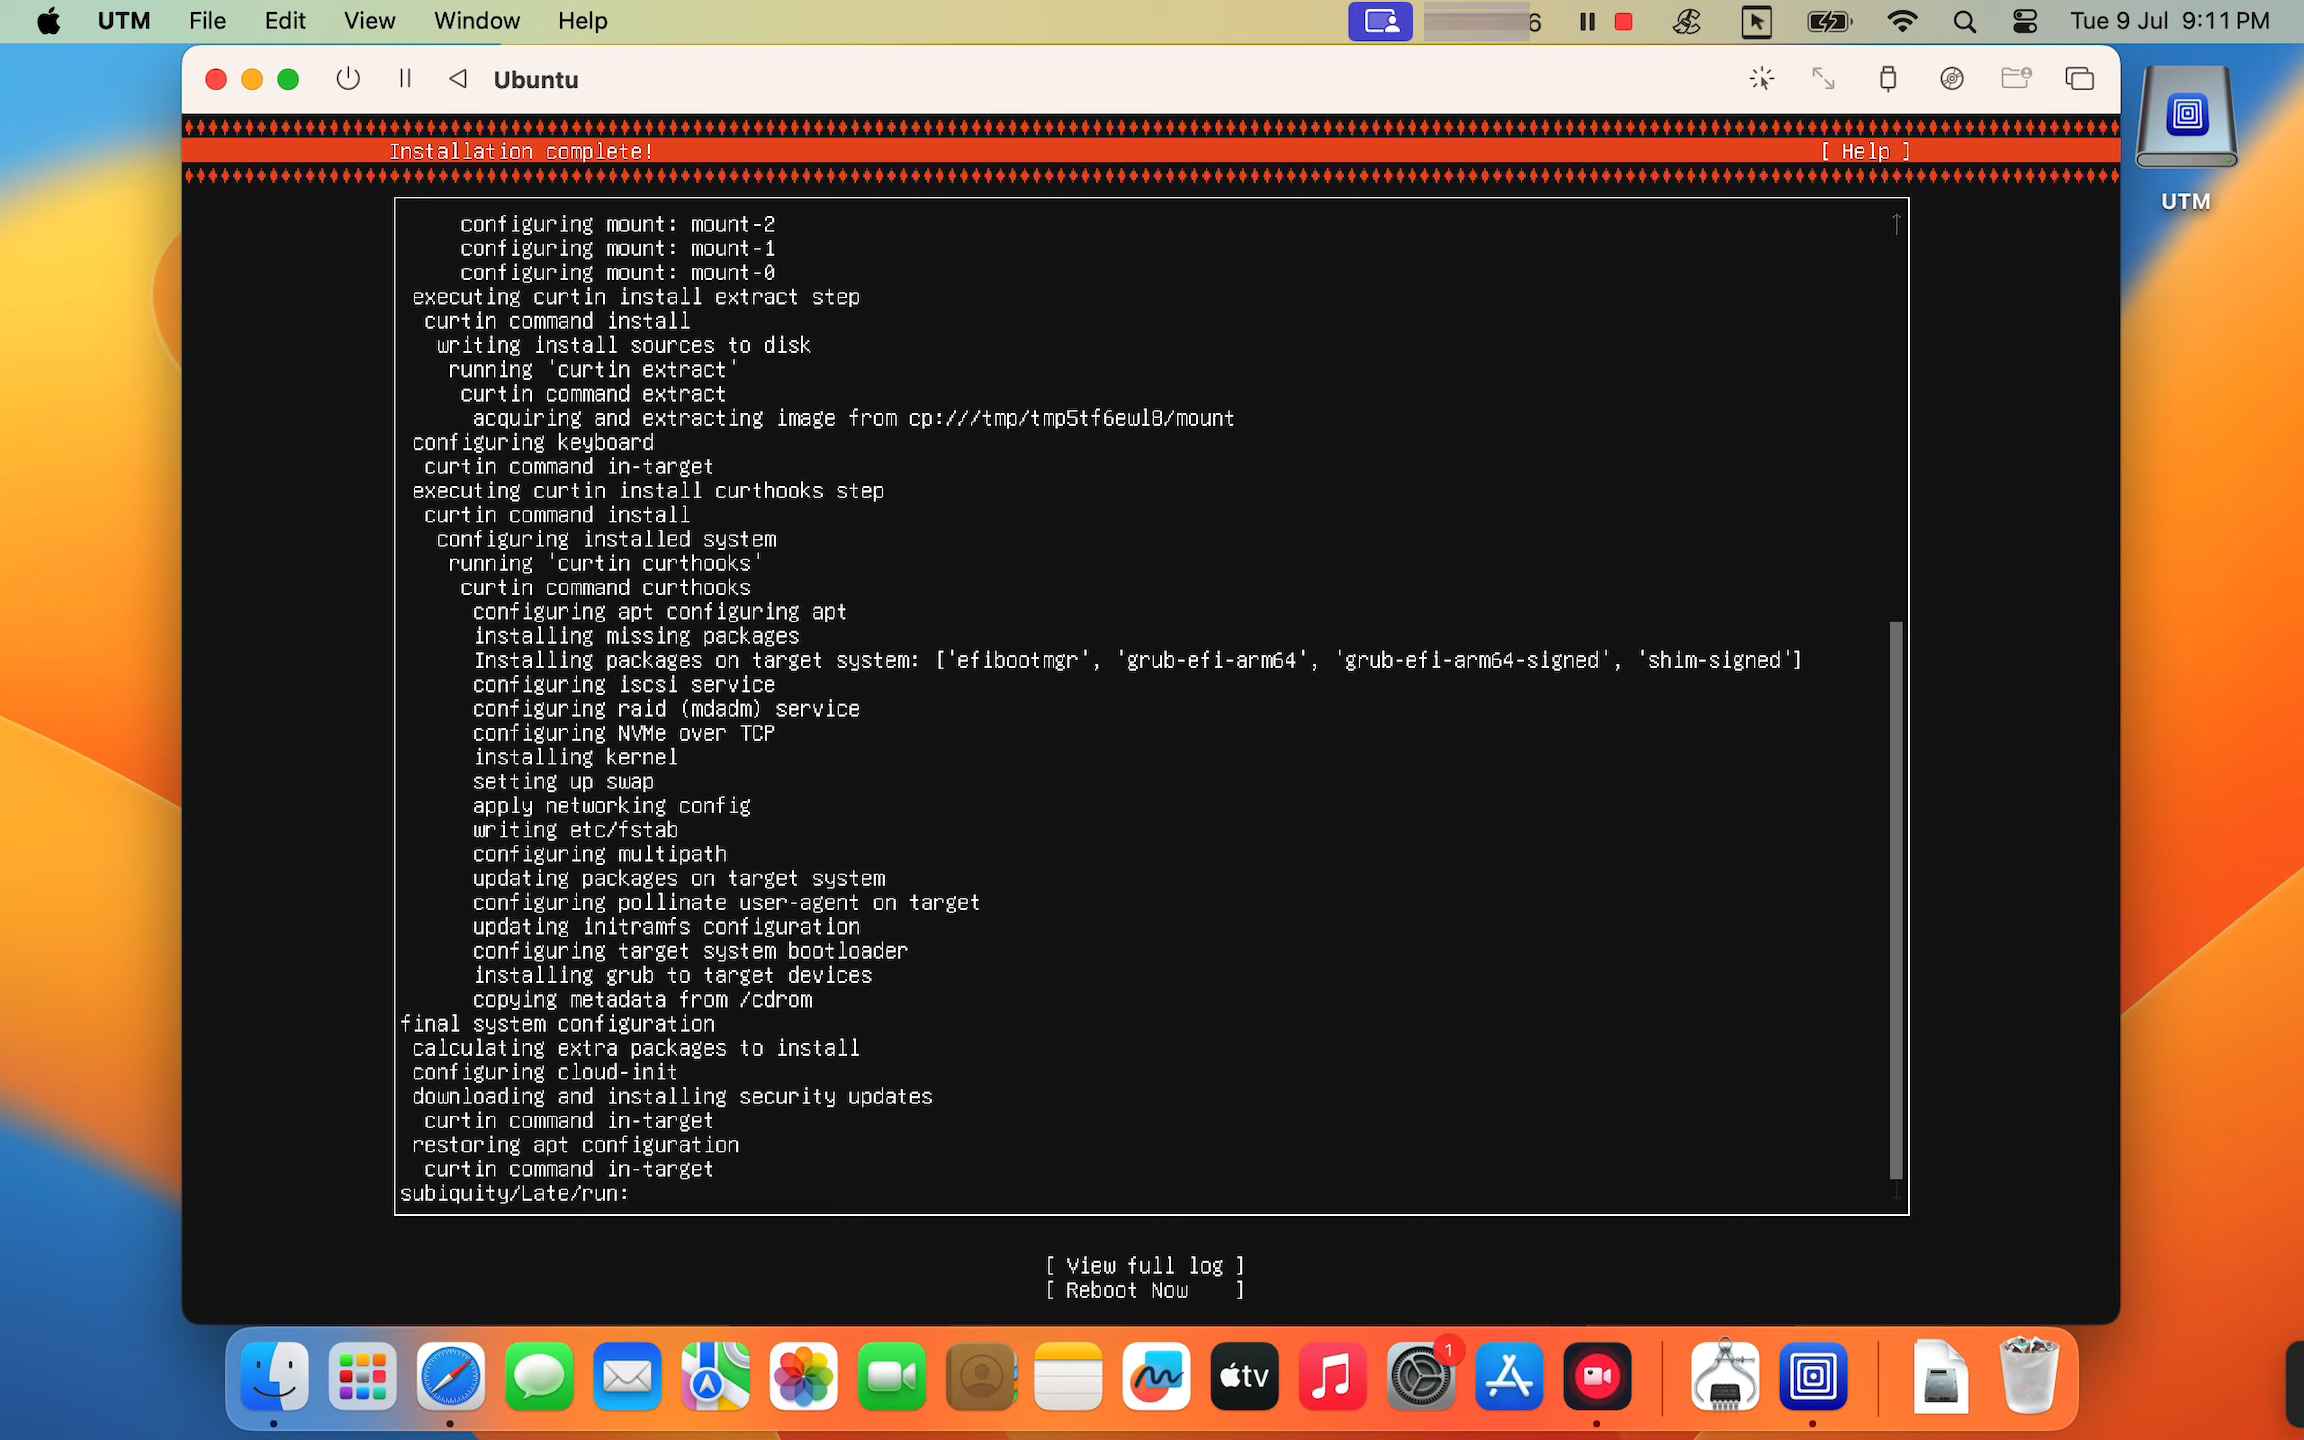 UTM File Edit View Window Help 6 Tue 9 Jul 9:11 PM
Ubuntu
Installation complete! [ Help ]
UTM
configuring mount: mount-2
configuring mount: mount-1
configuring mount: mount-0
executing curtin install extract step
curtin command install
writing install sources to disk
running 'curtin extract'
curtin command extract
acquiring and extracting image from cp:///tmp/tmp5tf6ewl8/mount
configuring keyboard
curtin command in-target
executing curtin install curthooks step
curtin command install
configuring installed system
running 'curtin curthooks'
curtin command curthooks
configuring apt configuring apt
installing missing packages
Installing packages on target system: ['efibootmgr', 'grub-efi-arm64', 'grub-efi-arm64-signed', 'shim-signed']
configuring iscsi service
configuring raid (mdadm) service
configuring NVMe over TCP
installing kernel
setting up swap
apply networking config
writing etc/fstab
configuring multipath
updating packages on target system
configuring pollinate user-agent on target
updating initramfs configuration
configuring target system bootloader
installing grub to target devices
copying metadata from /cdrom
final system configuration
calculating extra packages to install
configuring cloud-init
downloading and installing security updates
curtin command in-target
restoring apt configuration
curtin command in-target
subiquity/Late/run:
[ View full log ]
[ Reboot Now ]
tv
1